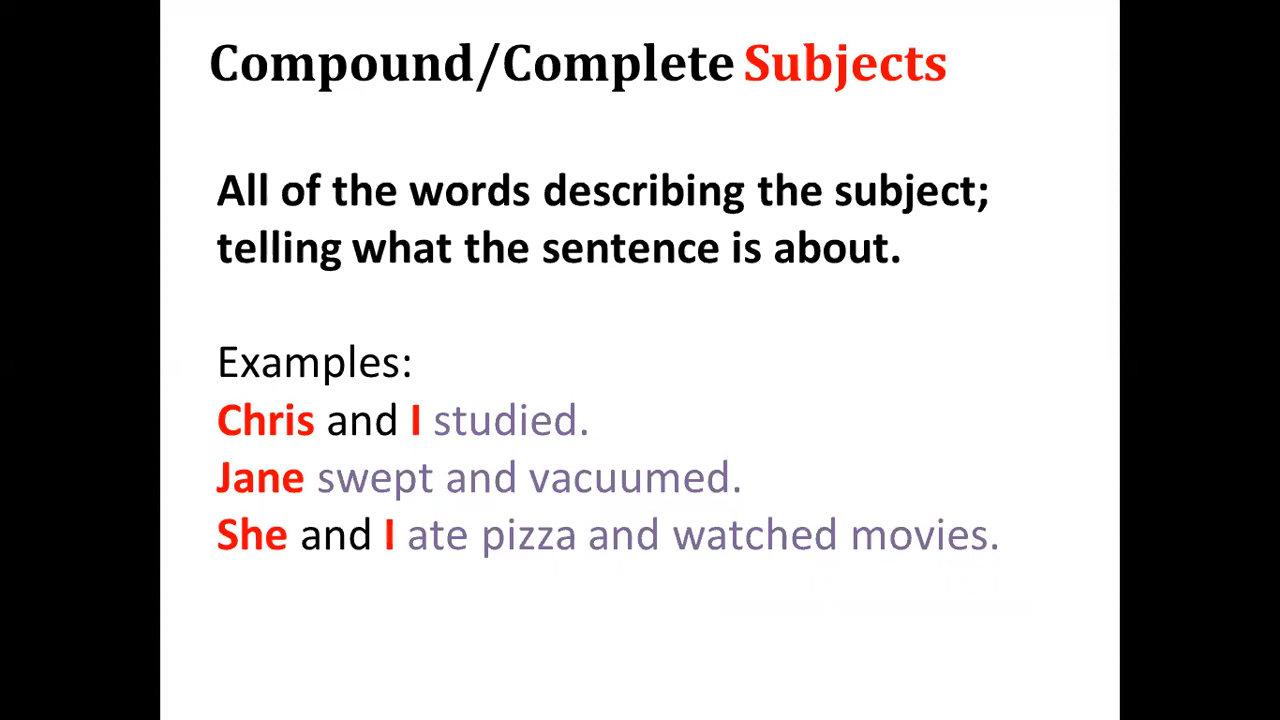 Compound/Complete Subjects
All of the words describing the subject;
telling what the sentence is about.
Examples:
Chris and I studied.
Jane swept and vacuumed.
She and I ate pizza and watched movies.